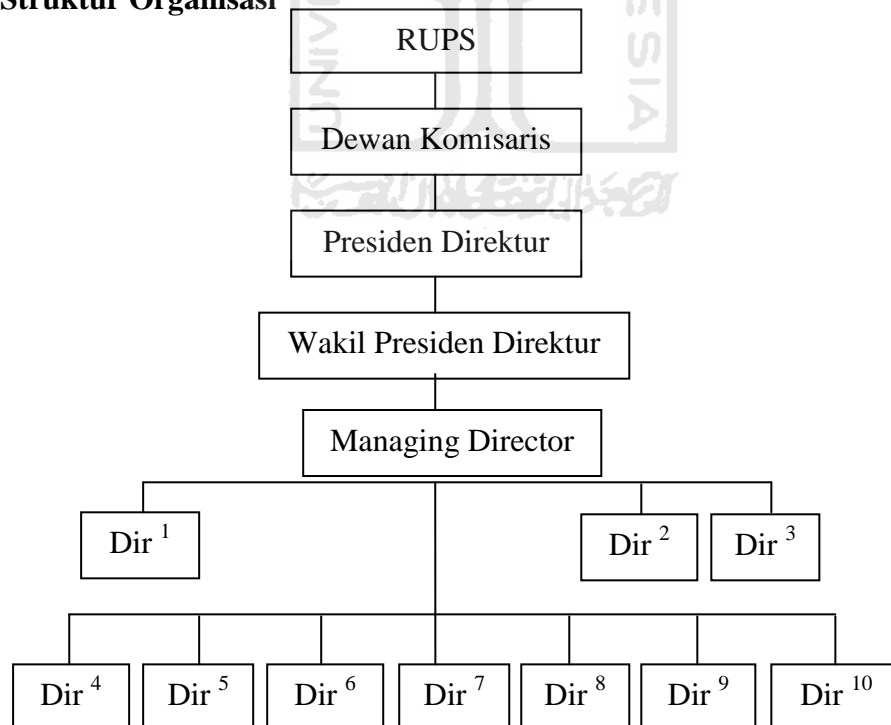 Struktur Organisasi
RUPS
Dewan Komisaris
Presiden Direktur
Wakil Presiden Direktur
Managing Director
Dir ¹
Dir ²
Dir ³
Dir ⁴
Dir ⁵
Dir ⁶
Dir ⁷
Dir ⁸
Dir ⁹
Dir ¹⁰